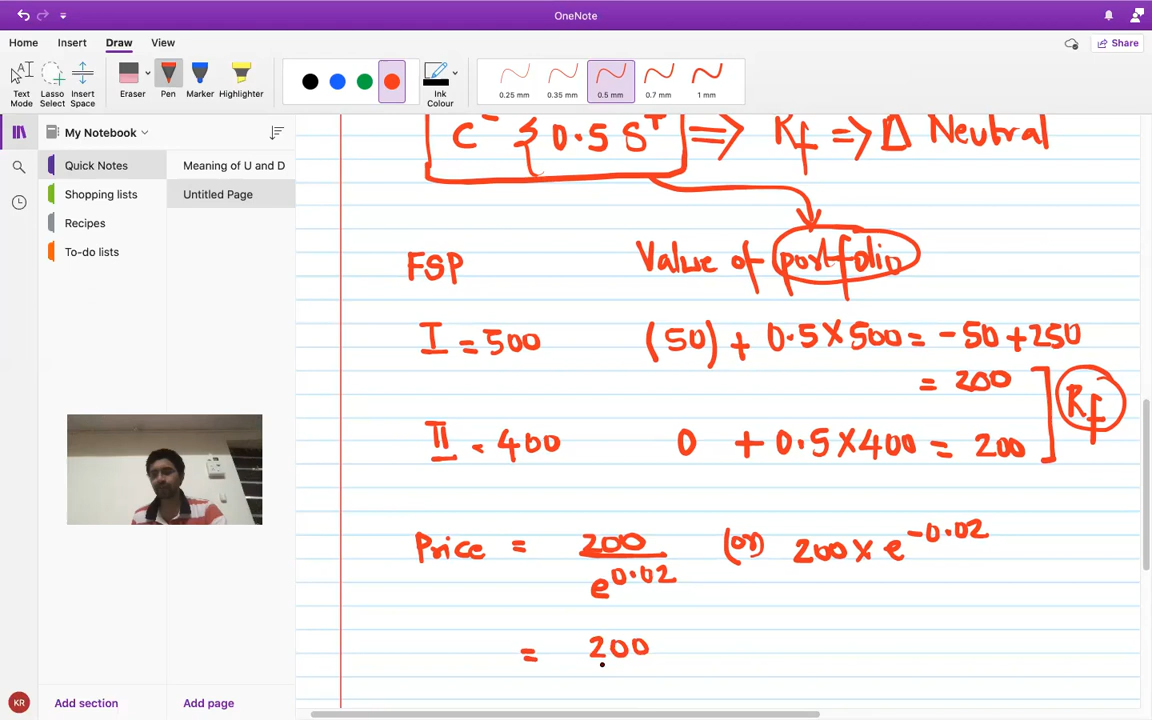 OneNote
Home Insert Draw View
Share
Text Mode
Lasso Select
Insert Space
Eraser
Pen
Marker
Highlighter
0.25 mm
0.35 mm
0.5 mm
0.7 mm
1 mm
Ink Colour
My Notebook
Quick Notes
Shopping lists
Recipes
To-do lists
Meaning of U and D
Untitled Page
C⁻ { 0.5 S⁺ ⇒ Rf ⇒ Δ Neutral
FSP Value of portfolio
I = 500 (50) + 0.5×500 = -50 + 250
= 200
Rf
II = 400 0 + 0.5×400 = 200
Price = 200 / e^0.02 (or) 200 × e^-0.02
= 200
KR
Add section
Add page